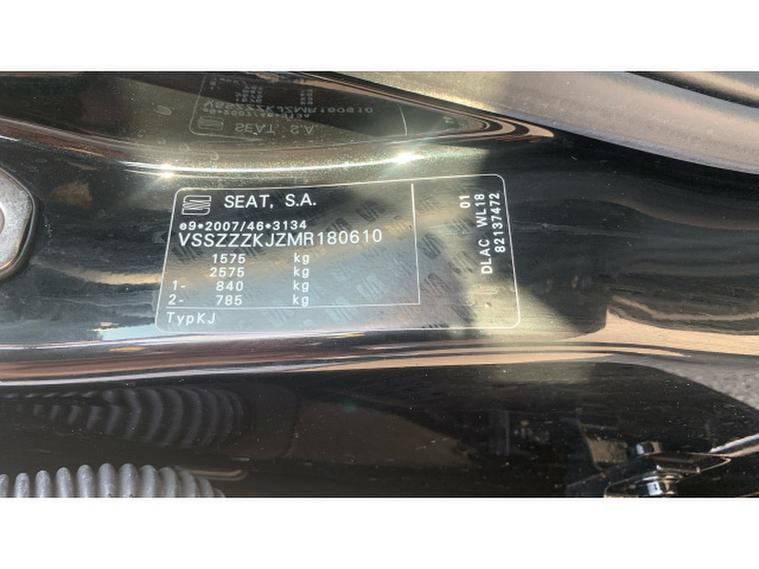 SEAT, S.A.
e9*2007/46*3134
VSSZZZKJZMR180610
1575 kg
2575 kg
1- 840 kg
2- 785 kg
TypKJ
01
DLAC WL18
82137472